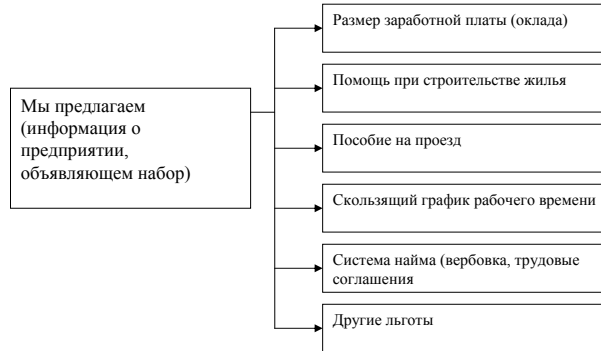 Мы предлагаем
(информация о
предприятии,
объявляющем набор)
Размер заработной платы (оклада)
Помощь при строительстве жилья
Пособие на проезд
Скользящий график рабочего времени
Система найма (вербовка, трудовые
соглашения
Другие льготы